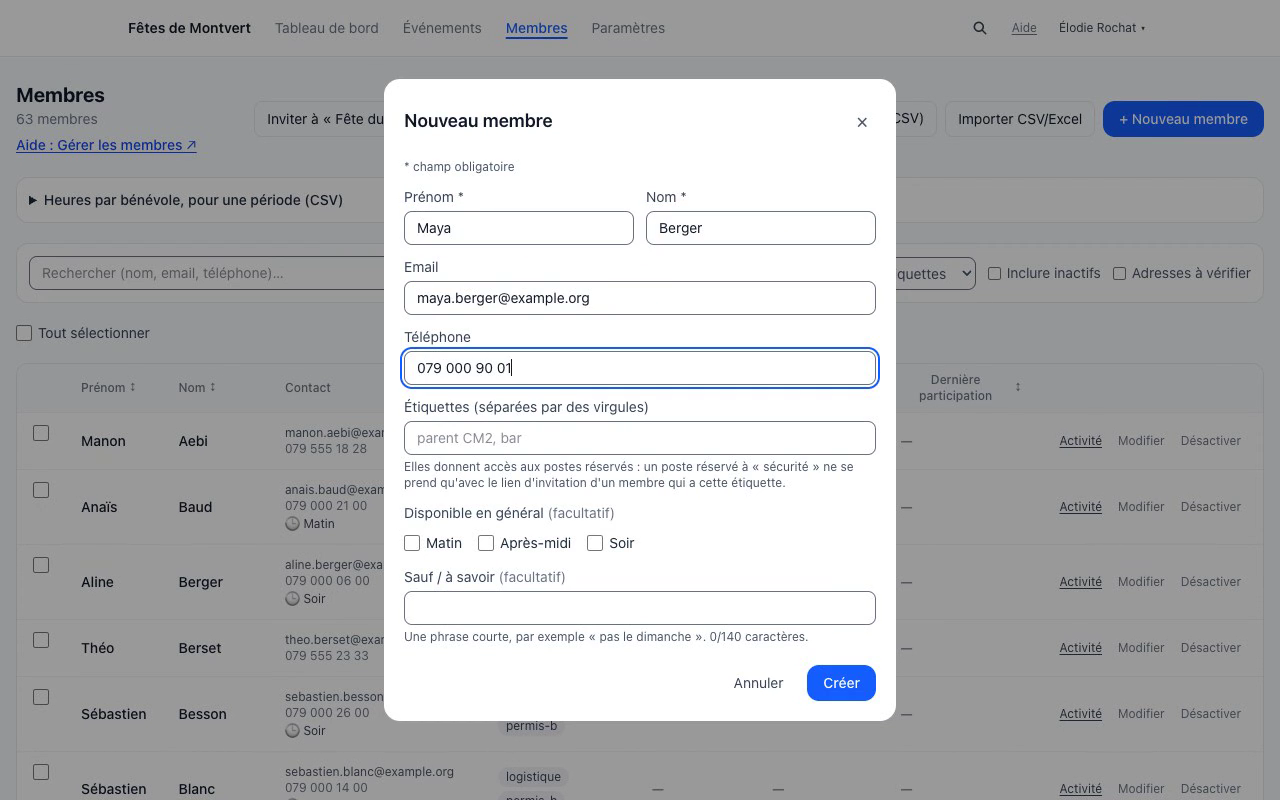 Fêtes de Montvert Tableau de bord Événements Membres Paramètres Aide Élodie Rochat
Membres
63 membres
Aide : Gérer les membres ↗
Inviter à « Fête du
CSV)
Importer CSV/Excel
+ Nouveau membre
Heures par bénévole, pour une période (CSV)
Rechercher (nom, email, téléphone)…
quettes
Inclure inactifs
Adresses à vérifier
Tout sélectionner
Prénom ↕ Nom ↕ Contact Dernière participation ↕
Manon Aebi manon.aebi@exa — Activité Modifier Désactiver
079 555 18 28
Anaïs Baud anais.baud@exam — Activité Modifier Désactiver
079 000 21 00
Matin
Aline Berger aline.berger@exa — Activité Modifier Désactiver
079 000 06 00
Soir
Théo Berset theo.berset@exa — Activité Modifier Désactiver
079 555 23 33
Sébastien Besson sebastien.besson — Activité Modifier Désactiver
079 000 26 00
Soir
permis-b
Sébastien Blanc sebastien.blanc@example.org logistique — — — Activité Modifier Désactiver
079 000 14 00
permis-b
Nouveau membre
×
* champ obligatoire
Prénom * Nom *
Maya Berger
Email
maya.berger@example.org
Téléphone
079 000 90 01
Étiquettes (séparées par des virgules)
parent CM2, bar
Elles donnent accès aux postes réservés : un poste réservé à « sécurité » ne se
prend qu'avec le lien d'invitation d'un membre qui a cette étiquette.
Disponible en général (facultatif)
Matin Après-midi Soir
Sauf / à savoir (facultatif)
Une phrase courte, par exemple « pas le dimanche ». 0/140 caractères.
Annuler Créer